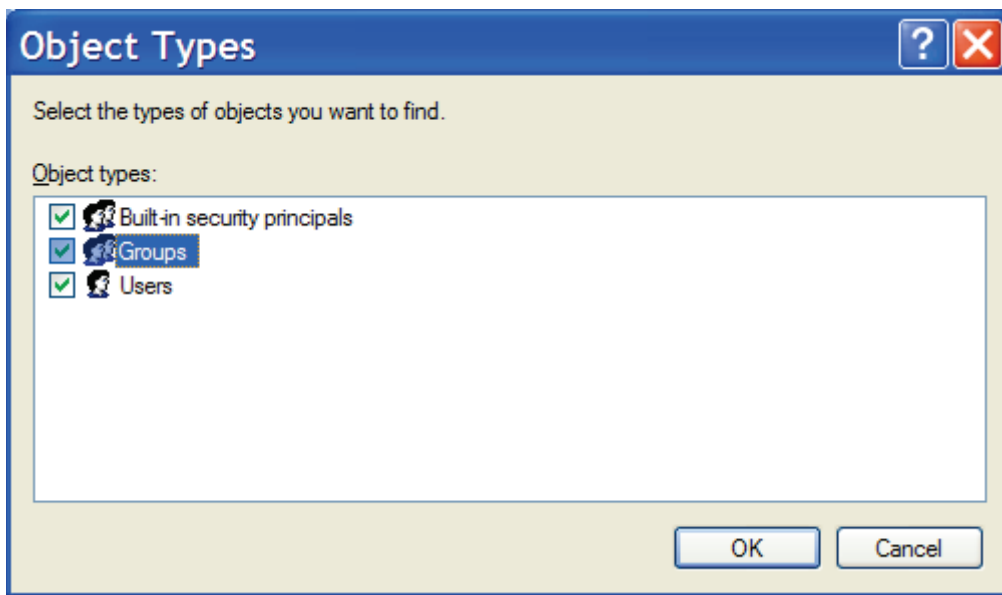 Object Types
?
Select the types of objects you want to find.
Object types:
Built-in security principals
Groups
Users
OK
Cancel